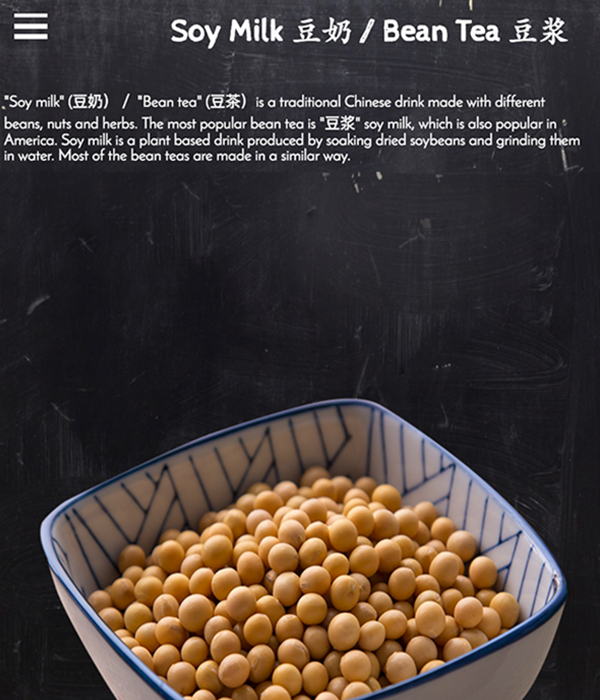 Soy Milk 豆奶 / Bean Tea 豆浆
"Soy milk" (豆奶) / "Bean tea" (豆茶) is a traditional Chinese drink made with different
beans, nuts and herbs. The most popular bean tea is "豆浆" soy milk, which is also popular in
America. Soy milk is a plant based drink produced by soaking dried soybeans and grinding them
in water. Most of the bean teas are made in a similar way.